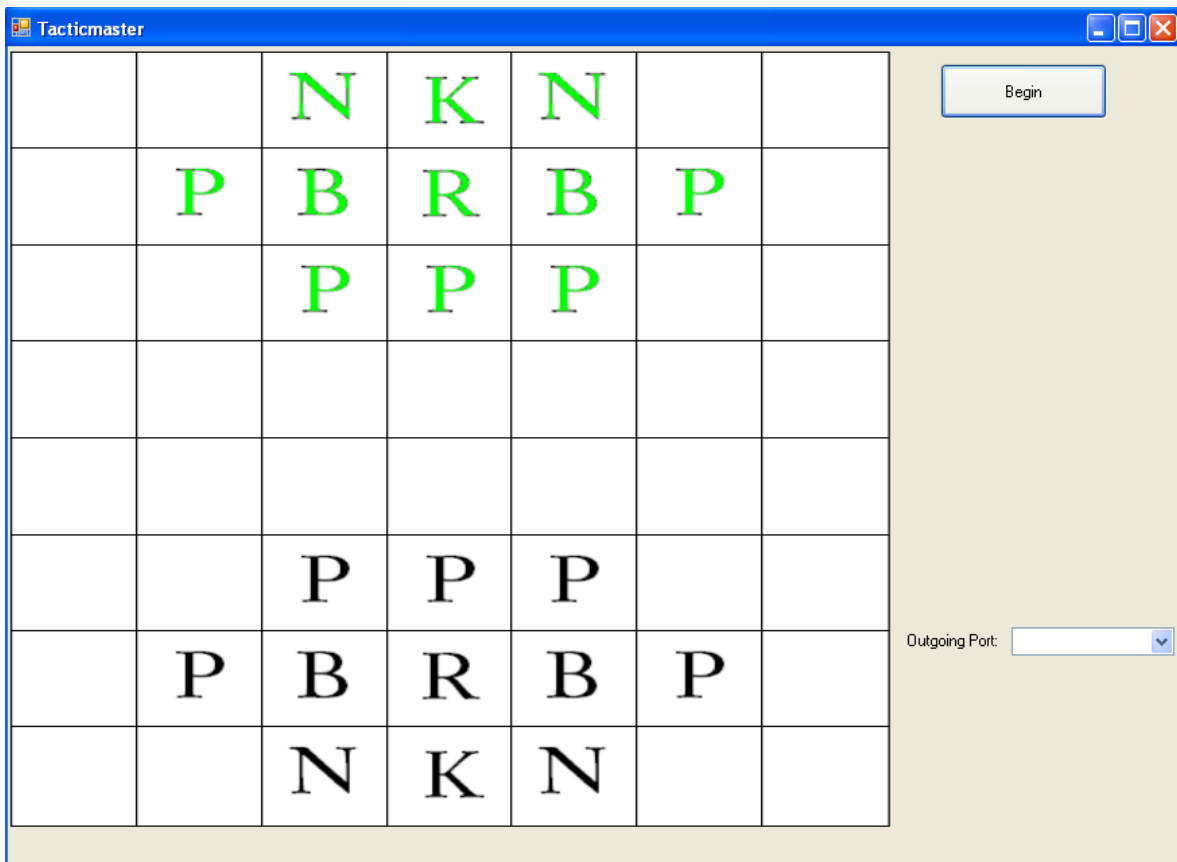 Tacticmaster
N K N
Begin
P B R B P
P P P
P P P
Outgoing Port:
P B R B P
N K N